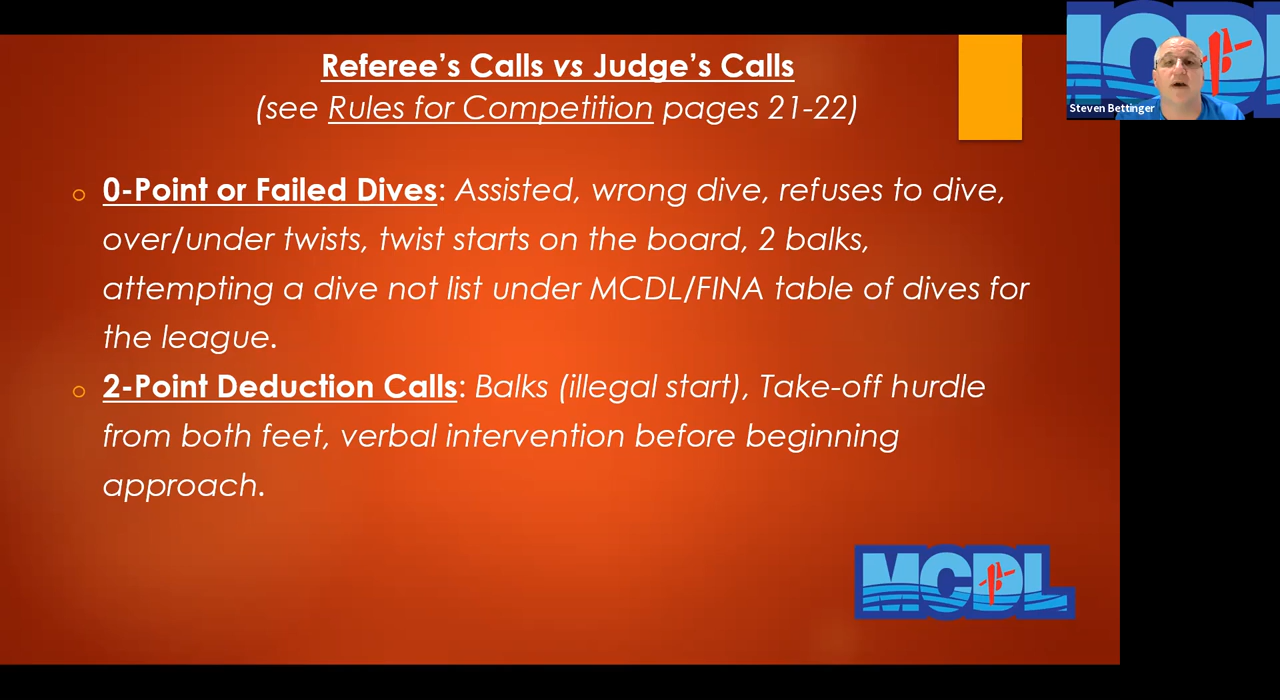 Referee's Calls vs Judge's Calls
(see Rules for Competition pages 21-22)
Steven Bettinger
o 0-Point or Failed Dives: Assisted, wrong dive, refuses to dive,
over/under twists, twist starts on the board, 2 balks,
attempting a dive not list under MCDL/FINA table of dives for
the league.
o 2-Point Deduction Calls: Balks (illegal start), Take-off hurdle
from both feet, verbal intervention before beginning
approach.
MCDL